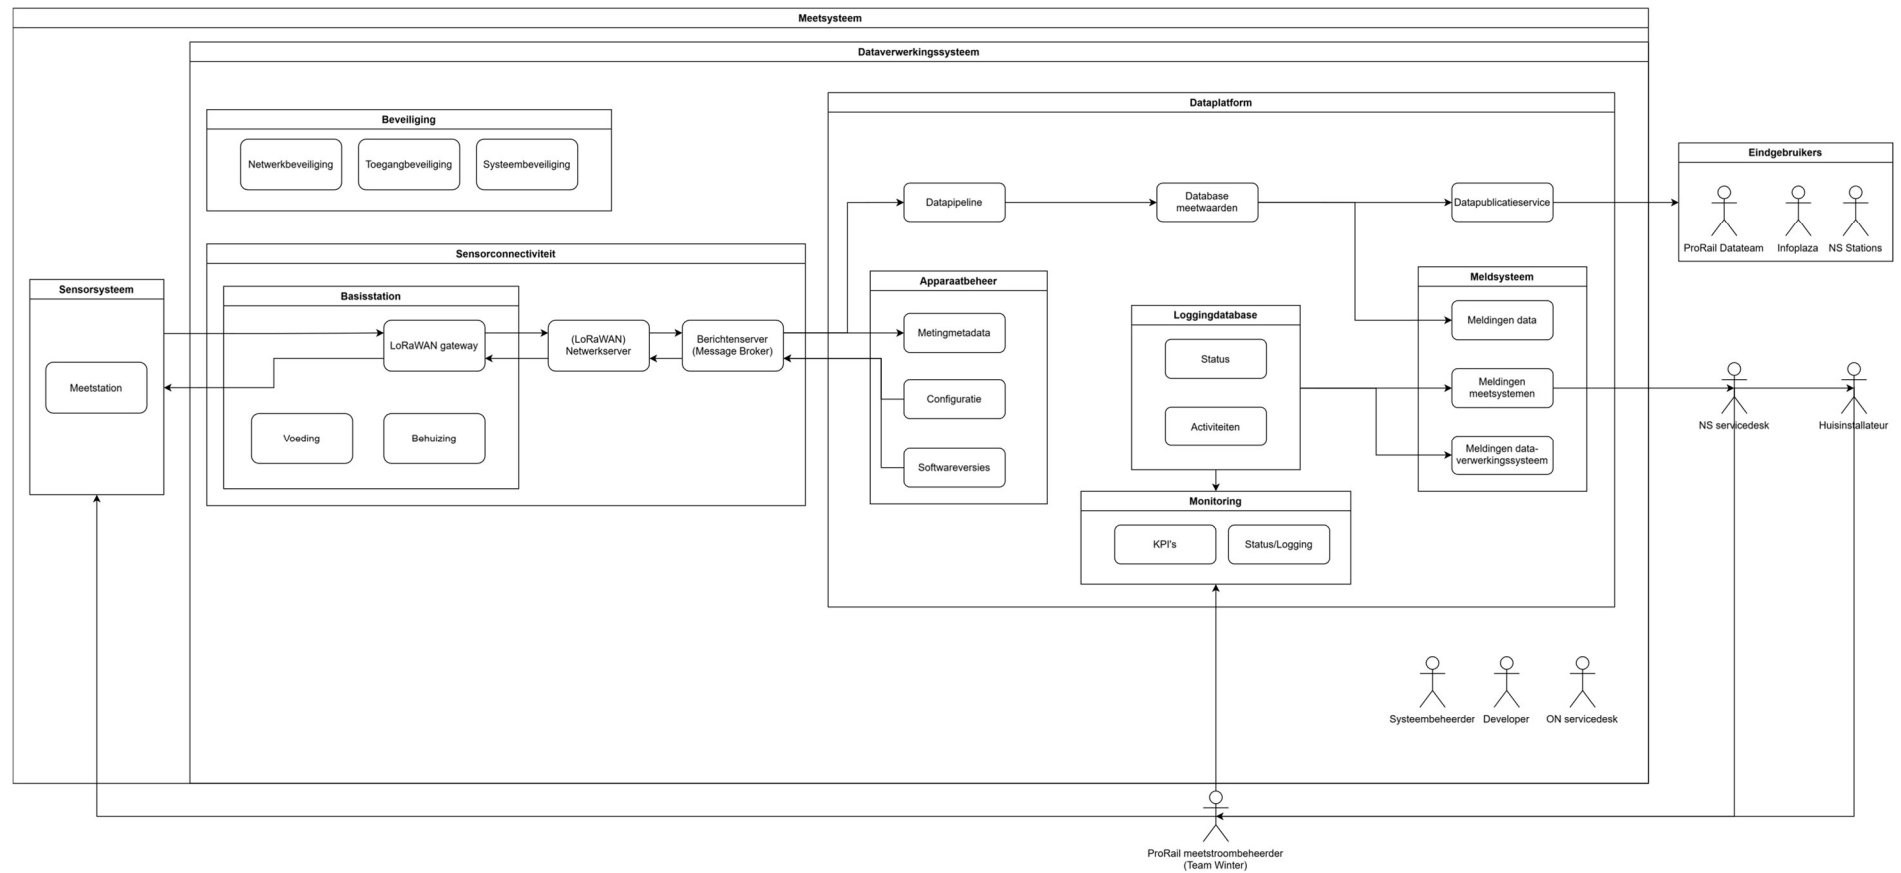 Meetsysteem
Dataverwerkingssysteem
Beveiliging
Netwerkbeveiliging
Toegangbeveiliging
Systeembeveiliging
Sensorsysteem
Meetstation
Sensorconnectiviteit
Basisstation
LoRaWAN gateway
Voeding
Behuizing
(LoRaWAN)
Netwerkserver
Berichtenserver
(Message Broker)
Dataplatform
Datapipeline
Database
meetwaarden
Datapublicatieservice
Apparaatbeheer
Metingmetadata
Configuratie
Softwareversies
Loggingdatabase
Status
Activiteiten
Monitoring
KPI's
Status/Logging
Meldsysteem
Meldingen data
Meldingen
meetsystemen
Meldingen data-
verwerkingssysteem
Eindgebruikers
ProRail Datateam
Infoplaza
NS Stations
NS servicedesk
Huisinstallateur
Systeembeheerder
Developer
ON servicedesk
ProRail meetstroombeheerder
(Team Winter)